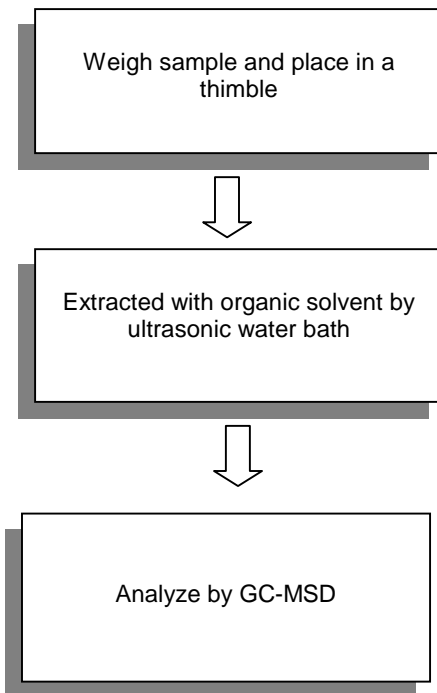 Weigh sample and place in a
thimble
Extracted with organic solvent by
ultrasonic water bath
Analyze by GC-MSD